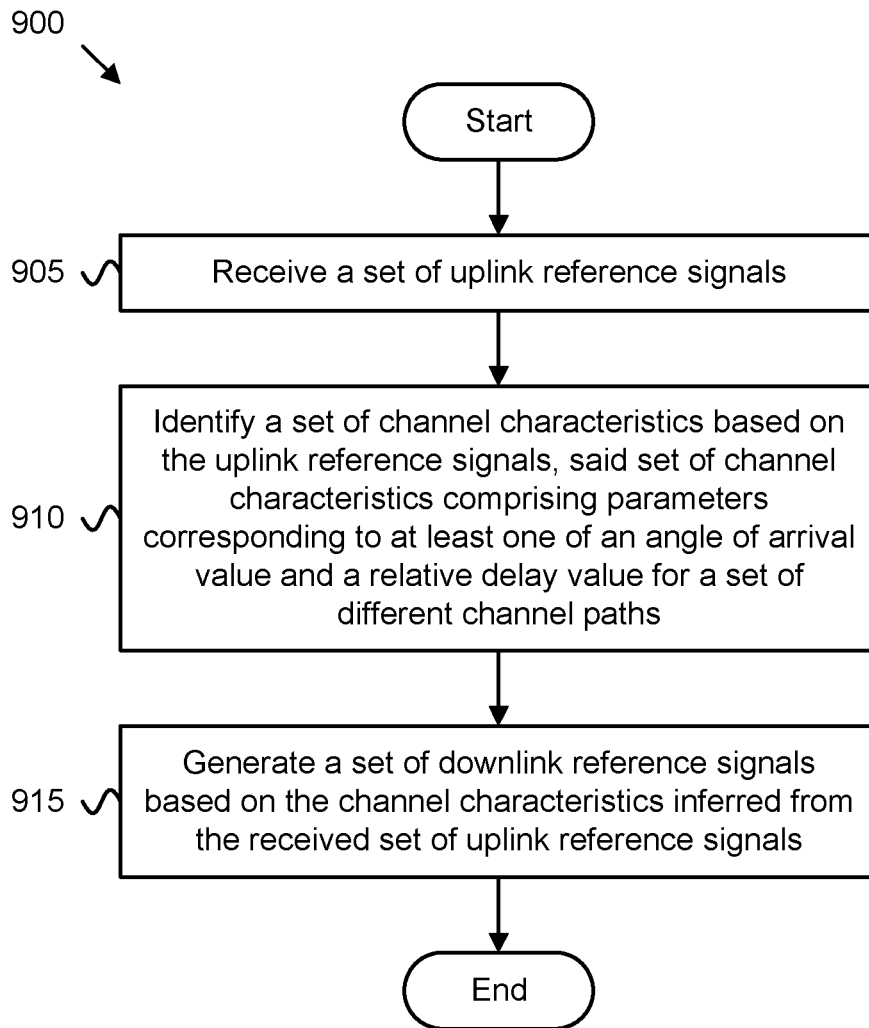 900
Start
905
Receive a set of uplink reference signals
910
Identify a set of channel characteristics based on
the uplink reference signals, said set of channel
characteristics comprising parameters
corresponding to at least one of an angle of arrival
value and a relative delay value for a set of
different channel paths
915
Generate a set of downlink reference signals
based on the channel characteristics inferred from
the received set of uplink reference signals
End